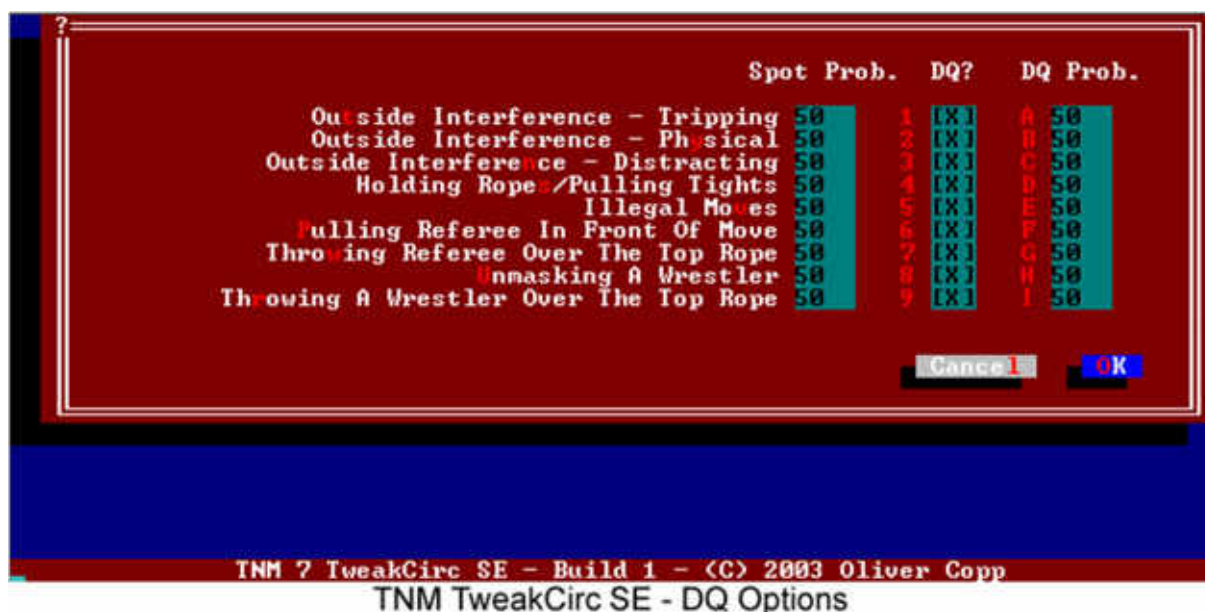 ?
Spot Prob. DQ? DQ Prob.
Outside Interference - Tripping 50 1 [X] A 50
Outside Interference - Physical 50 2 [X] B 50
Outside Interference - Distracting 50 3 [X] C 50
Holding Ropes/Pulling Tights 50 4 [X] D 50
Illegal Moves 50 5 [X] E 50
Pulling Referee In Front Of Move 50 6 [X] F 50
Throwing Referee Over The Top Rope 50 7 [X] G 50
Unmasking A Wrestler 50 8 [X] H 50
Throwing A Wrestler Over The Top Rope 50 9 [X] I 50
Cancel OK
TNM 7 TweakCirc SE - Build 1 - (C) 2003 Oliver Copp
TNM TweakCirc SE - DQ Options